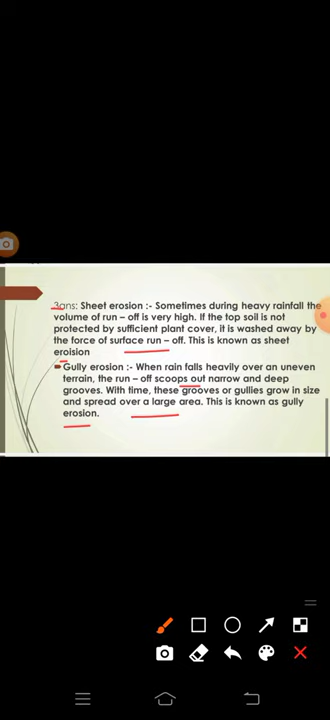 3ans: Sheet erosion :- Sometimes during heavy rainfall the
volume of run – off is very high. If the top soil is not
protected by sufficient plant cover, it is washed away by
the force of surface run – off. This is known as sheet
eroision
Gully erosion :- When rain falls heavily over an uneven
terrain, the run – off scoops out narrow and deep
grooves. With time, these grooves or gullies grow in size
and spread over a large area. This is known as gully
erosion.